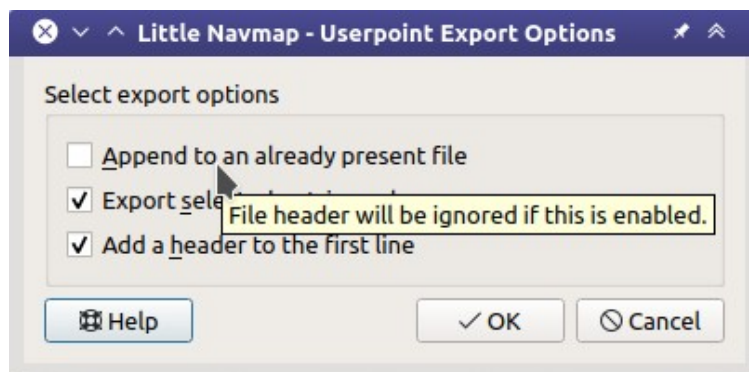 Little Navmap - Userpoint Export Options
Select export options
Append to an already present file
Export
File header will be ignored if this is enabled.
Add a header to the first line
Help
OK
Cancel